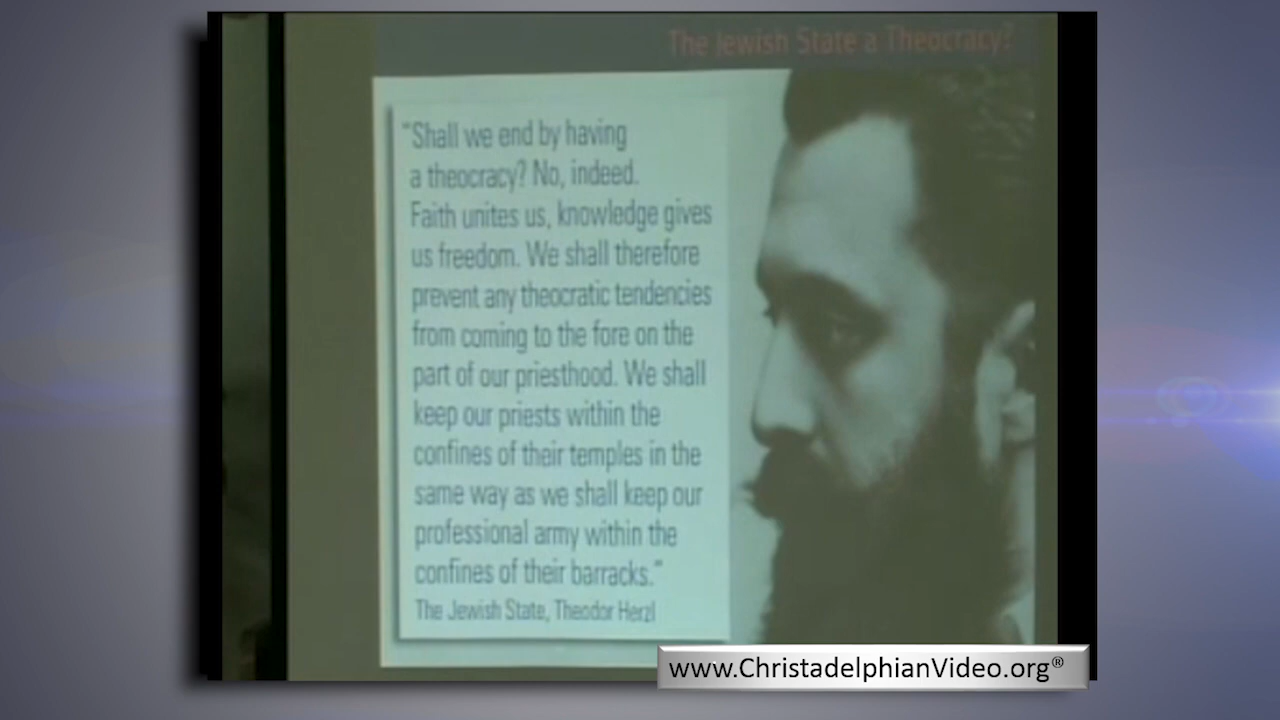 The Jewish State a Theocracy?
"Shall we end by having
a theocracy? No, indeed.
Faith unites us, knowledge gives
us freedom. We shall therefore
prevent any theocratic tendencies
from coming to the fore on the
part of our priesthood. We shall
keep our priests within the
confines of their temples in the
same way as we shall keep our
professional army within the
confines of their barracks."
The Jewish State, Theodor Herzl
www.ChristadelphianVideo.org®